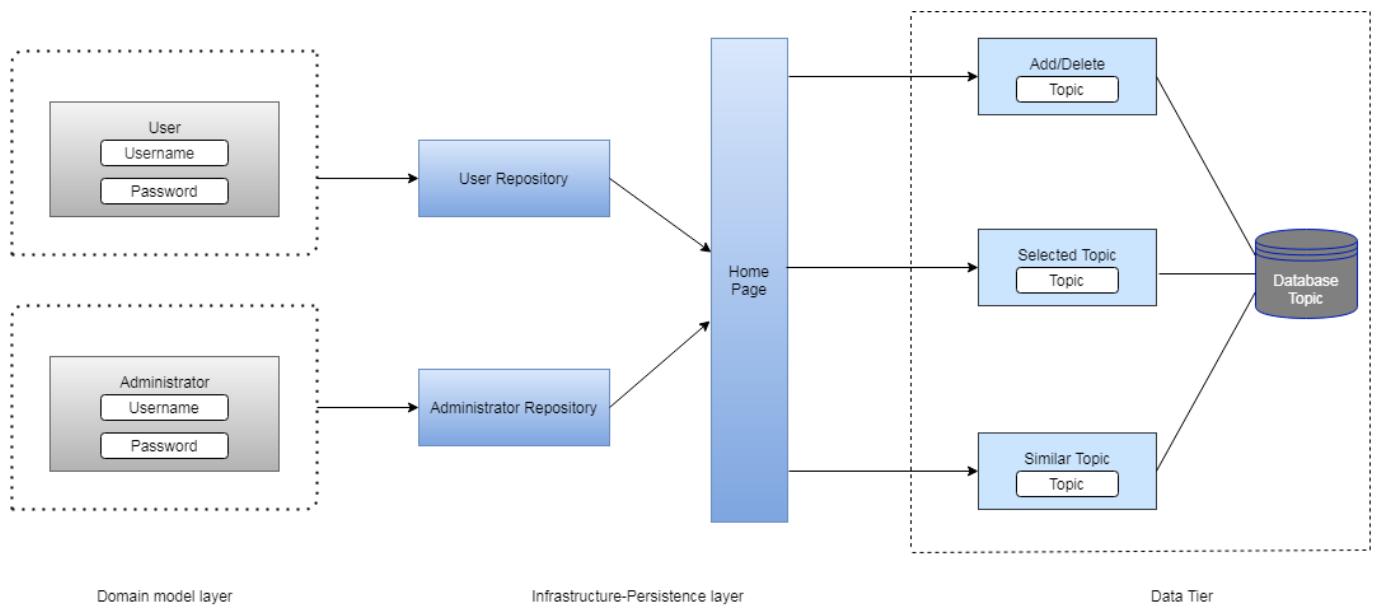 User
Username
Password
Administrator
Username
Password
User Repository
Administrator Repository
Home
Page
Add/Delete
Topic
Selected Topic
Topic
Similar Topic
Topic
Database
Topic
Domain model layer
Infrastructure-Persistence layer
Data Tier